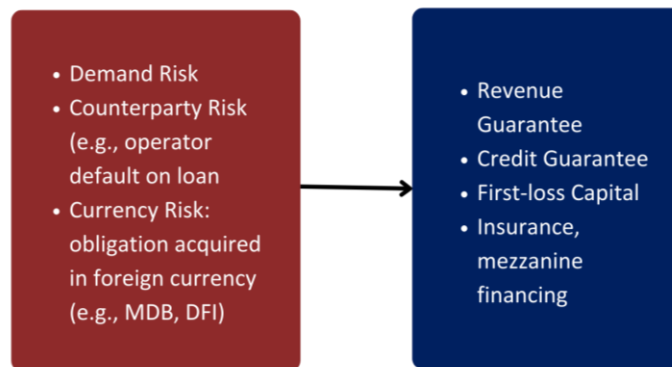 • Demand Risk
• Counterparty Risk
(e.g., operator
default on loan
• Currency Risk:
obligation acquired
in foreign currency
(e.g., MDB, DFI)
• Revenue
Guarantee
• Credit Guarantee
• First-loss Capital
• Insurance,
mezzanine
financing